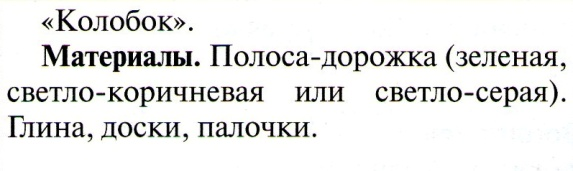 «Колобок».
Материалы. Полоса-дорожка (зеленая,
светло-коричневая или светло-серая).
Глина, доски, палочки.